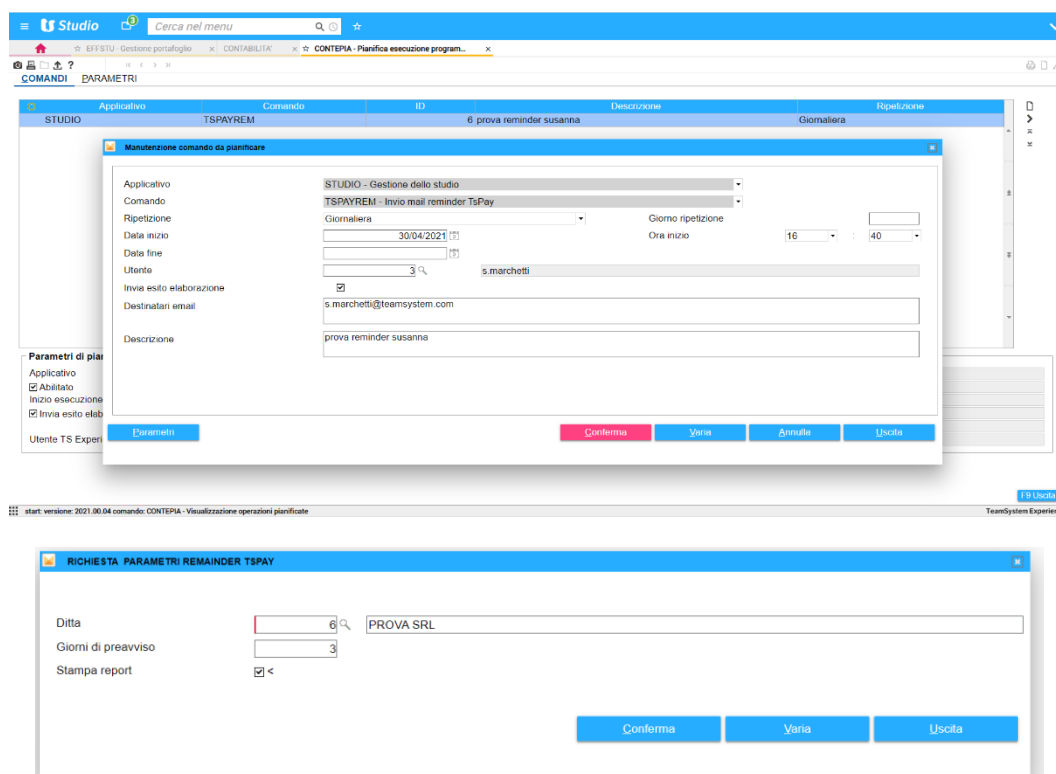 Studio 3 Cerca nel menu
EFFSTU - Gestione portafoglio x CONTABILITA' x CONTEPIA - Pianifica esecuzione program... x
COMANDI PARAMETRI
Applicativo Comando ID Descrizione Ripetizione
STUDIO TSPAYREM 6 prova reminder susanna Giornaliera
Manutenzione comando da pianificare
Applicativo STUDIO - Gestione dello studio
Comando TSPAYREM - Invio mail reminder TsPay
Ripetizione Giornaliera Giorno ripetizione
Data inizio 30/04/2021 Ora inizio 16 : 40
Data fine
Utente 3 s.marchetti
Invia esito elaborazione
Destinatari email s.marchetti@teamsystem.com
Descrizione prova reminder susanna
Parametri di pia
Applicativo
Abilitato
Inizio esecuzione
Invia esito elab
Utente TS Experi
Parametri Conferma Varia Annulla Uscita
F9 Uscita
start: versione: 2021.00.04 comando: CONTEPIA - Visualizzazione operazioni pianificate TeamSystem Experien
RICHIESTA PARAMETRI REMAINDER TSPAY
Ditta 6 PROVA SRL
Giorni di preavviso 3
Stampa report <
Conferma Varia Uscita